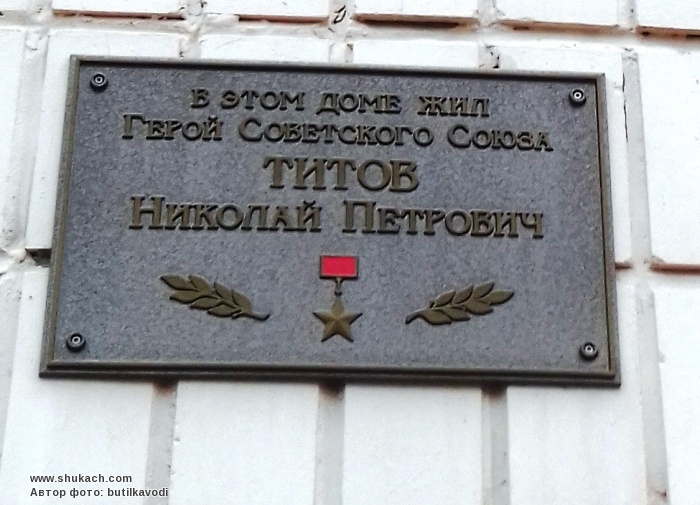 В ЭТОМ ДОМЕ ЖИЛ
ГЕРОЙ СОВЕТСКОГО СОЮЗА
ТИТОВ
НИКОЛАЙ ПЕТРОВИЧ
www.shukach.com
Автор фото: butilkavodi